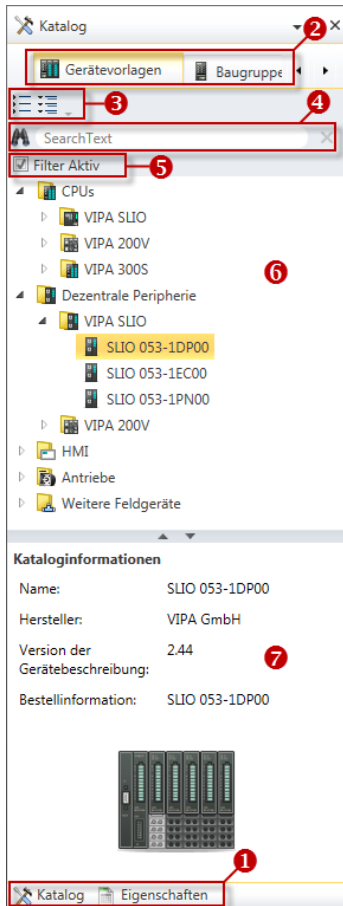 Katalog
2
Gerätevorlagen Baugruppe
3
4
SearchText
Filter Aktiv 5
CPUs
VIPA SLIO
VIPA 200V
VIPA 300S 6
Dezentrale Peripherie
VIPA SLIO
SLIO 053-1DP00
SLIO 053-1EC00
SLIO 053-1PN00
VIPA 200V
HMI
Antriebe
Weitere Feldgeräte
Kataloginformationen
Name: SLIO 053-1DP00
Hersteller: VIPA GmbH
Version der 2.44
Gerätebeschreibung: 7
Bestellinformation: SLIO 053-1DP00
1
Katalog Eigenschaften